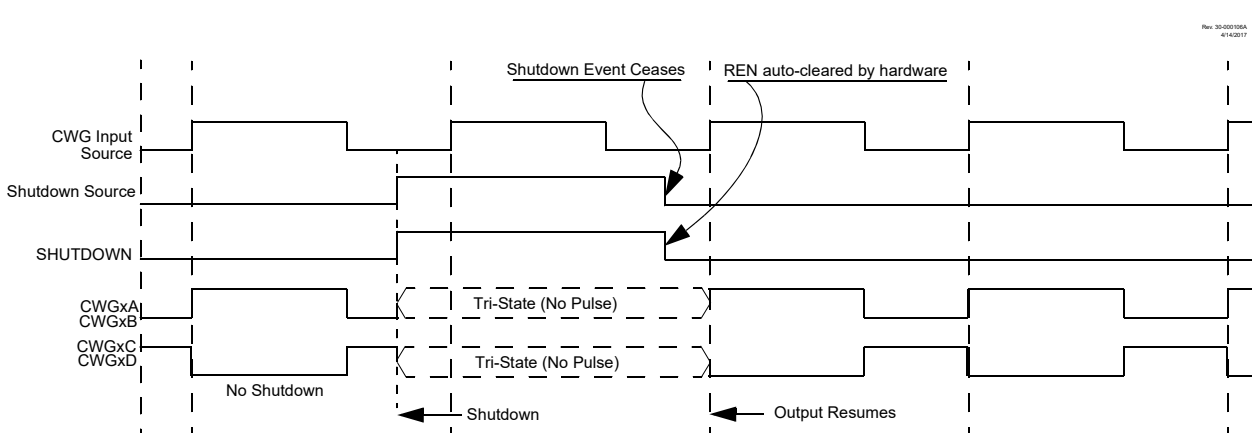 Rev. 30-000106A
4/14/2017
Shutdown Event Ceases
REN auto-cleared by hardware
CWG Input
Source
Shutdown Source
SHUTDOWN
CWGxA
CWGxB
Tri-State (No Pulse)
CWGxC
CWGxD
Tri-State (No Pulse)
No Shutdown
Shutdown
Output Resumes